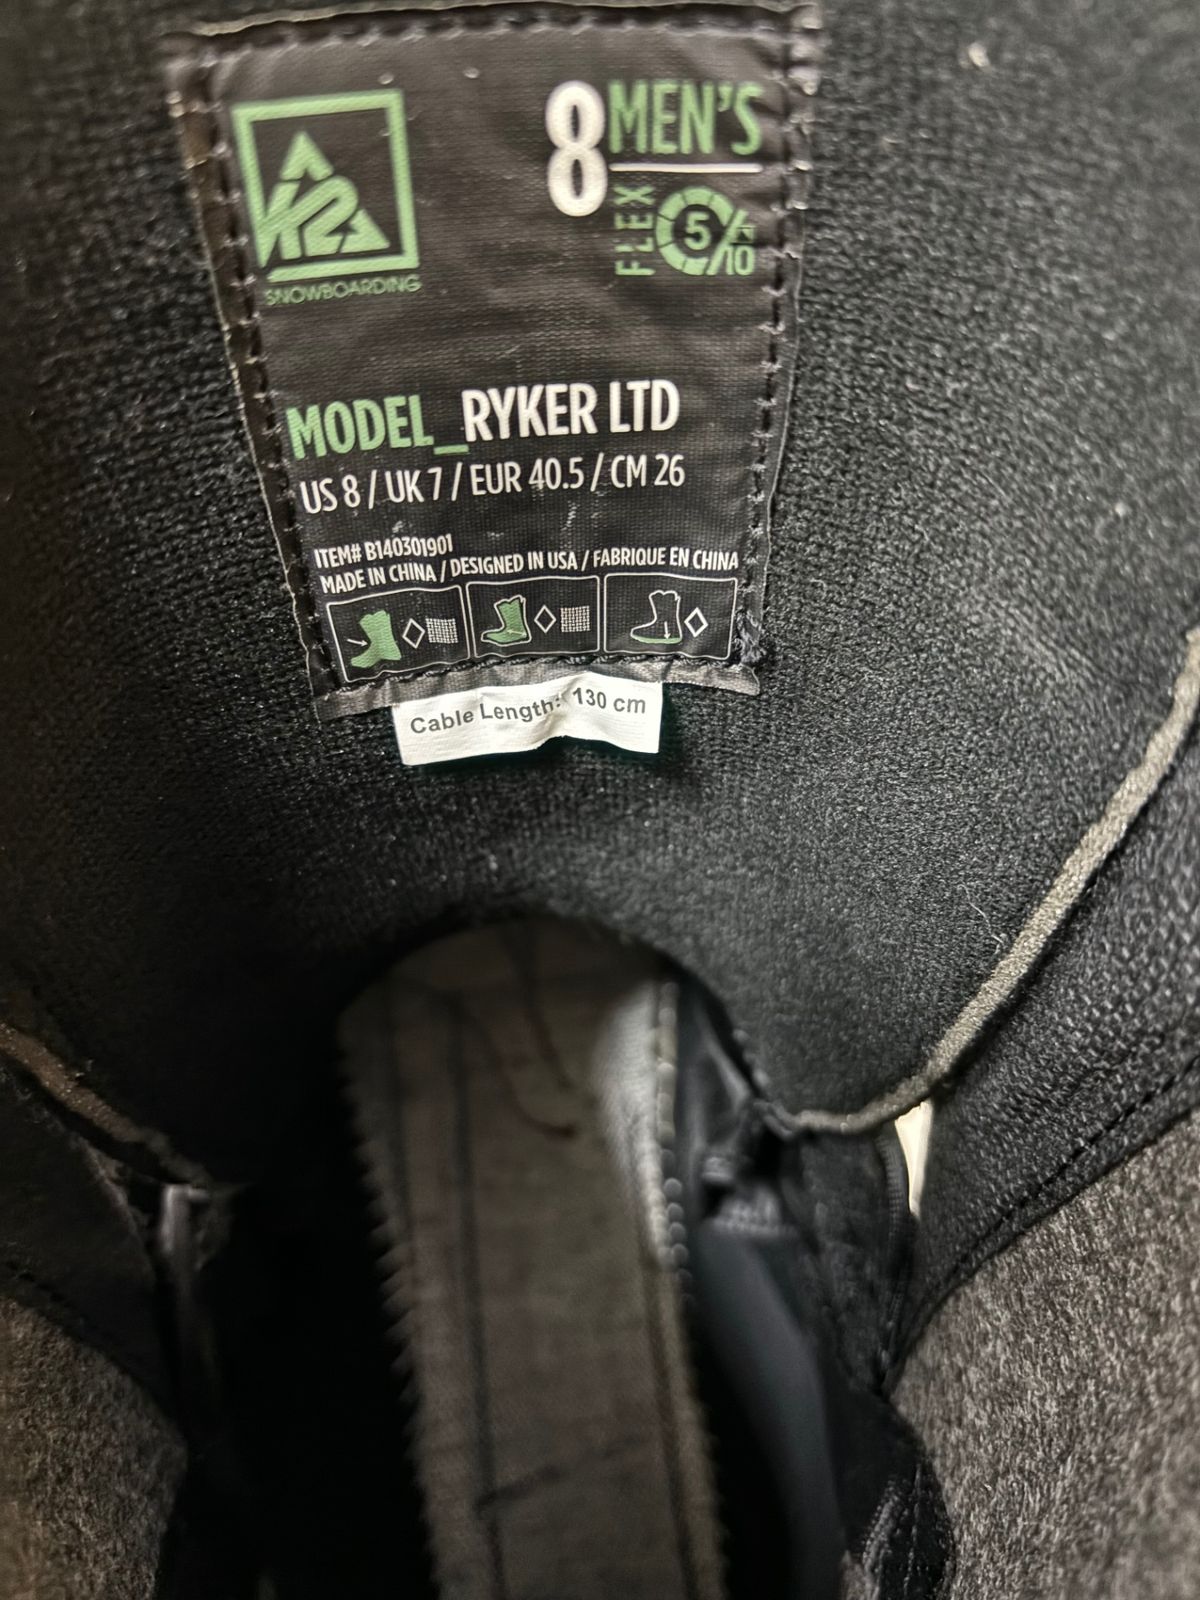 K2
SNOWBOARDING
8 MEN'S
FLEX 5/10
MODEL_RYKER LTD
US 8 / UK 7 / EUR 40.5 / CM 26
ITEM# B140301901
MADE IN CHINA / DESIGNED IN USA / FABRIQUE EN CHINA
Cable Length: 130 cm